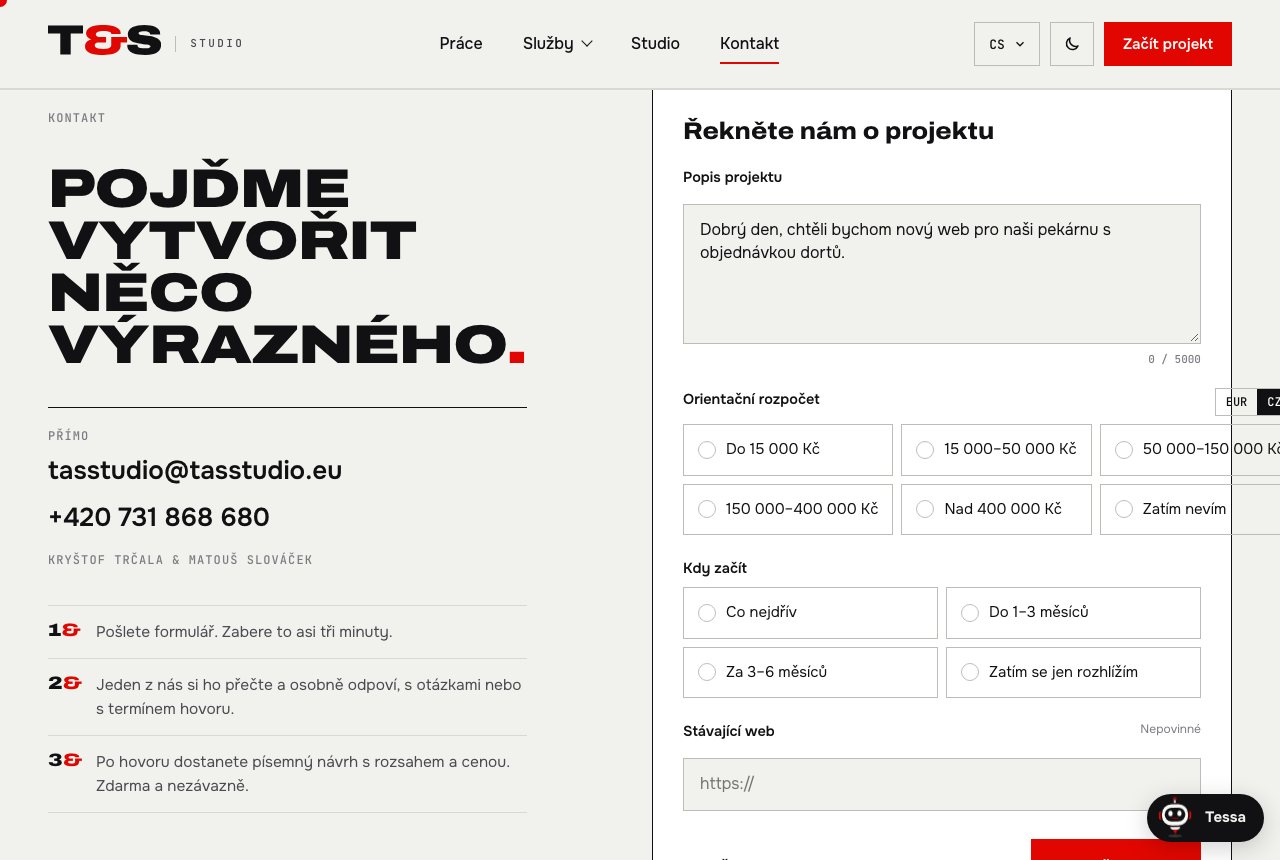 T&S STUDIO
Práce Služby Studio Kontakt
CS
Začít projekt
KONTAKT
POJĎME
VYTVOŘIT
NĚCO
VÝRAZNÉHO.
PŘÍMO
tasstudio@tasstudio.eu
+420 731 868 680
KRYŠTOF TRČALA & MATOUŠ SLOVÁČEK
1& Pošlete formulář. Zabere to asi tři minuty.
2& Jeden z nás si ho přečte a osobně odpoví, s otázkami nebo
s termínem hovoru.
3& Po hovoru dostanete písemný návrh s rozsahem a cenou.
Zdarma a nezávazně.
Řekněte nám o projektu
Popis projektu
Dobrý den, chtěli bychom nový web pro naši pekárnu s
objednávkou dortů.
0 / 5000
Orientační rozpočet
EUR CZ
Do 15 000 Kč
15 000–50 000 Kč
50 000–150 000 Kč
150 000–400 000 Kč
Nad 400 000 Kč
Zatím nevím
Kdy začít
Co nejdřív
Do 1–3 měsíců
Za 3–6 měsíců
Zatím se jen rozhlížím
Stávající web
Nepovinné
https://
Tessa